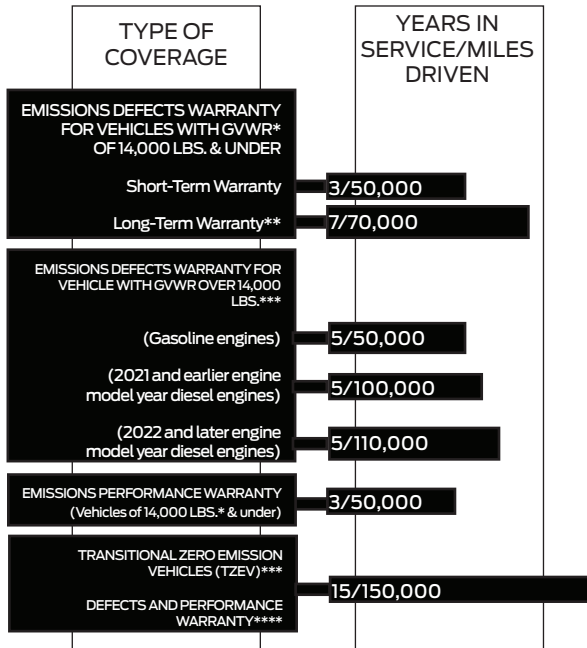 TYPE OF
COVERAGE
YEARS IN
SERVICE/MILES
DRIVEN
EMISSIONS DEFECTS WARRANTY
FOR VEHICLES WITH GVWR*
OF 14,000 LBS. & UNDER
Short-Term Warranty
3/50,000
Long-Term Warranty**
7/70,000
EMISSIONS DEFECTS WARRANTY FOR
VEHICLE WITH GVWR OVER 14,000
LBS.***
(Gasoline engines)
5/50,000
(2021 and earlier engine
model year diesel engines)
5/100,000
(2022 and later engine
model year diesel engines)
5/110,000
EMISSIONS PERFORMANCE WARRANTY
(Vehicles of 14,000 LBS.* & under)
3/50,000
TRANSITIONAL ZERO EMISSION
VEHICLES (TZEV)***
15/150,000
DEFECTS AND PERFORMANCE
WARRANTY****